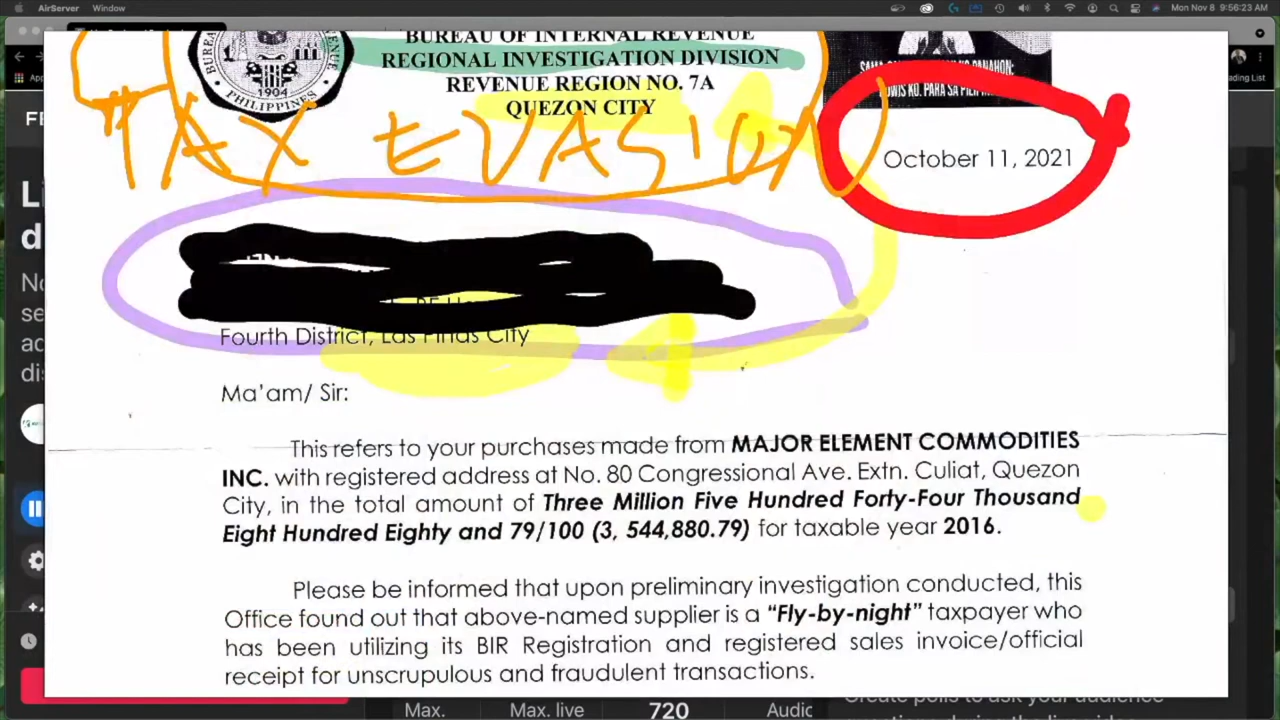 AirServer Window
Mon Nov 8 9:56:23 AM
BUREAU OF INTERNAL REVENUE
REGIONAL INVESTIGATION DIVISION
REVENUE REGION NO. 7A
QUEZON CITY
PHILIPPINES
1904
TAX EVASION
October 11, 2021
Fourth District, Las Pinas City
Ma'am/ Sir:
This refers to your purchases made from MAJOR ELEMENT COMMODITIES
INC. with registered address at No. 80 Congressional Ave. Extn. Culiat, Quezon
City, in the total amount of Three Million Five Hundred Forty-Four Thousand
Eight Hundred Eighty and 79/100 (3, 544,880.79) for taxable year 2016.
Please be informed that upon preliminary investigation conducted, this
Office found out that above-named supplier is a "Fly-by-night" taxpayer who
has been utilizing its BIR Registration and registered sales invoice/official
receipt for unscrupulous and fraudulent transactions.
Max. Max. live 720 Audic